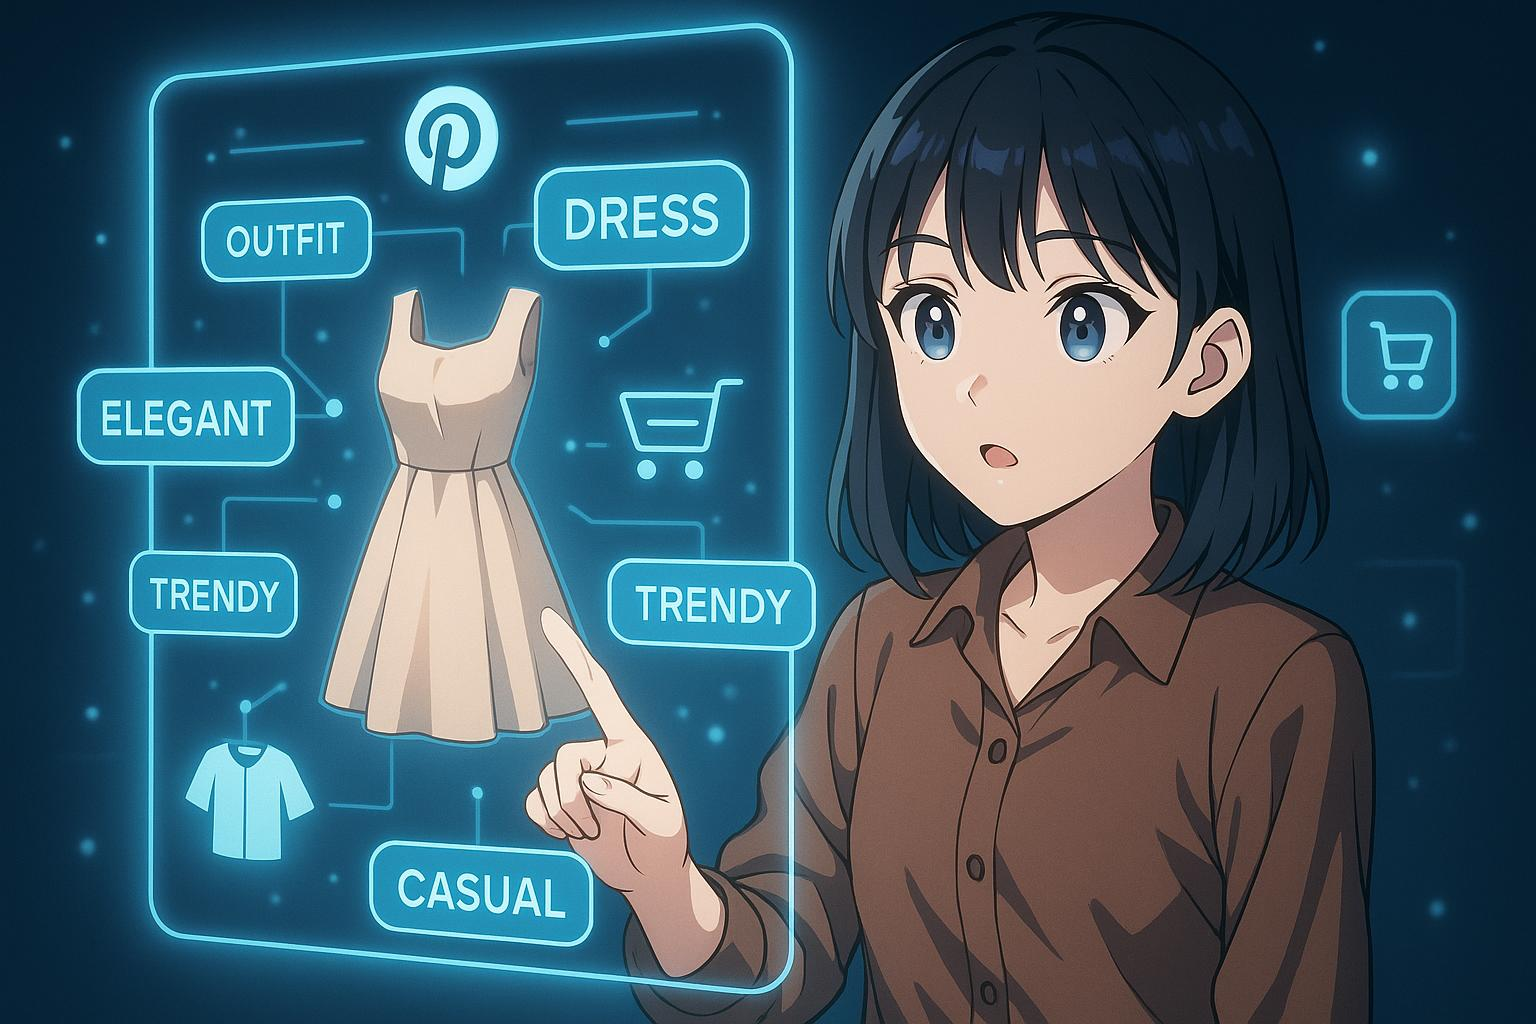 OUTFIT
DRESS
ELEGANT
TRENDY
TRENDY
CASUAL